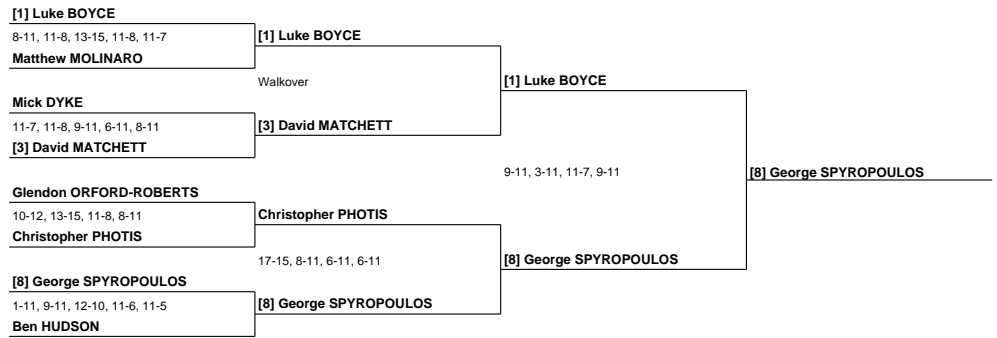 [1] Luke BOYCE
8-11, 11-8, 13-15, 11-8, 11-7
Matthew MOLINARO
[1] Luke BOYCE
Walkover
[1] Luke BOYCE
Mick DYKE
11-7, 11-8, 9-11, 6-11, 8-11
[3] David MATCHETT
[3] David MATCHETT
9-11, 3-11, 11-7, 9-11
[8] George SPYROPOULOS
Glendon ORFORD-ROBERTS
10-12, 13-15, 11-8, 8-11
Christopher PHOTIS
Christopher PHOTIS
17-15, 8-11, 6-11, 6-11
[8] George SPYROPOULOS
[8] George SPYROPOULOS
1-11, 9-11, 12-10, 11-6, 11-5
Ben HUDSON
[8] George SPYROPOULOS